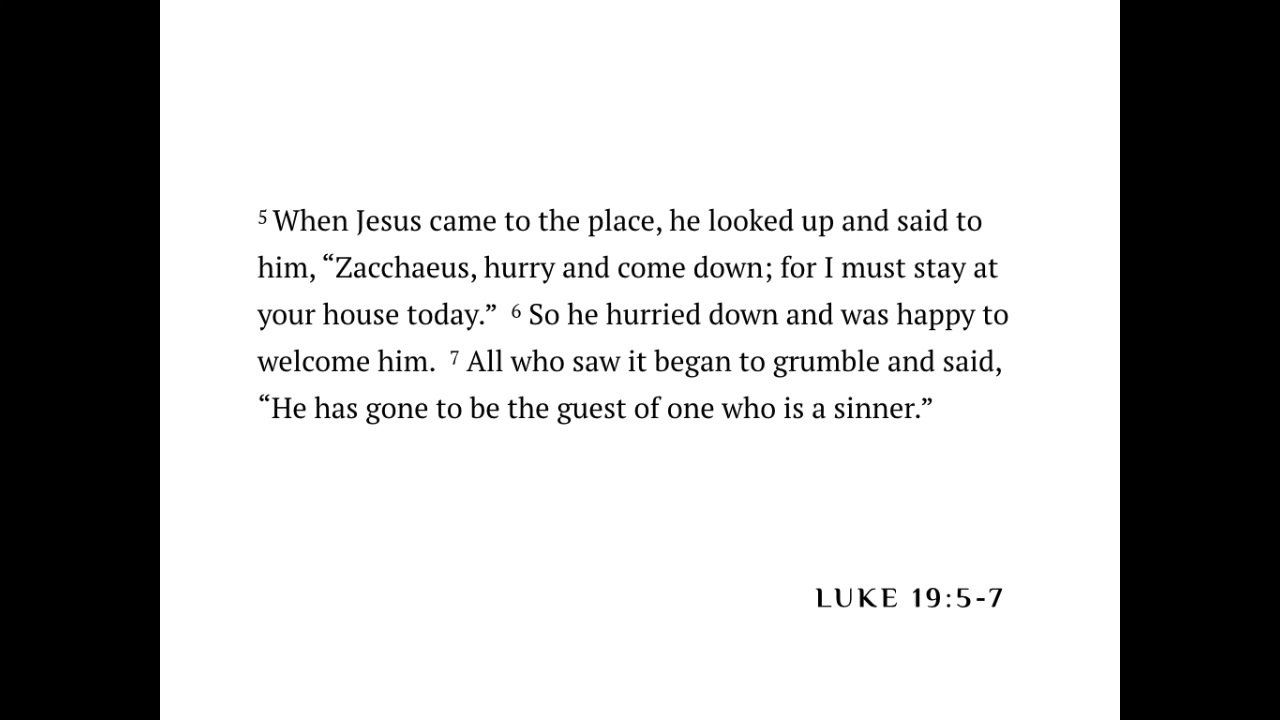 5 When Jesus came to the place, he looked up and said to
him, “Zacchaeus, hurry and come down; for I must stay at
your house today.” 6 So he hurried down and was happy to
welcome him. 7 All who saw it began to grumble and said,
“He has gone to be the guest of one who is a sinner.”
LUKE 19:5-7